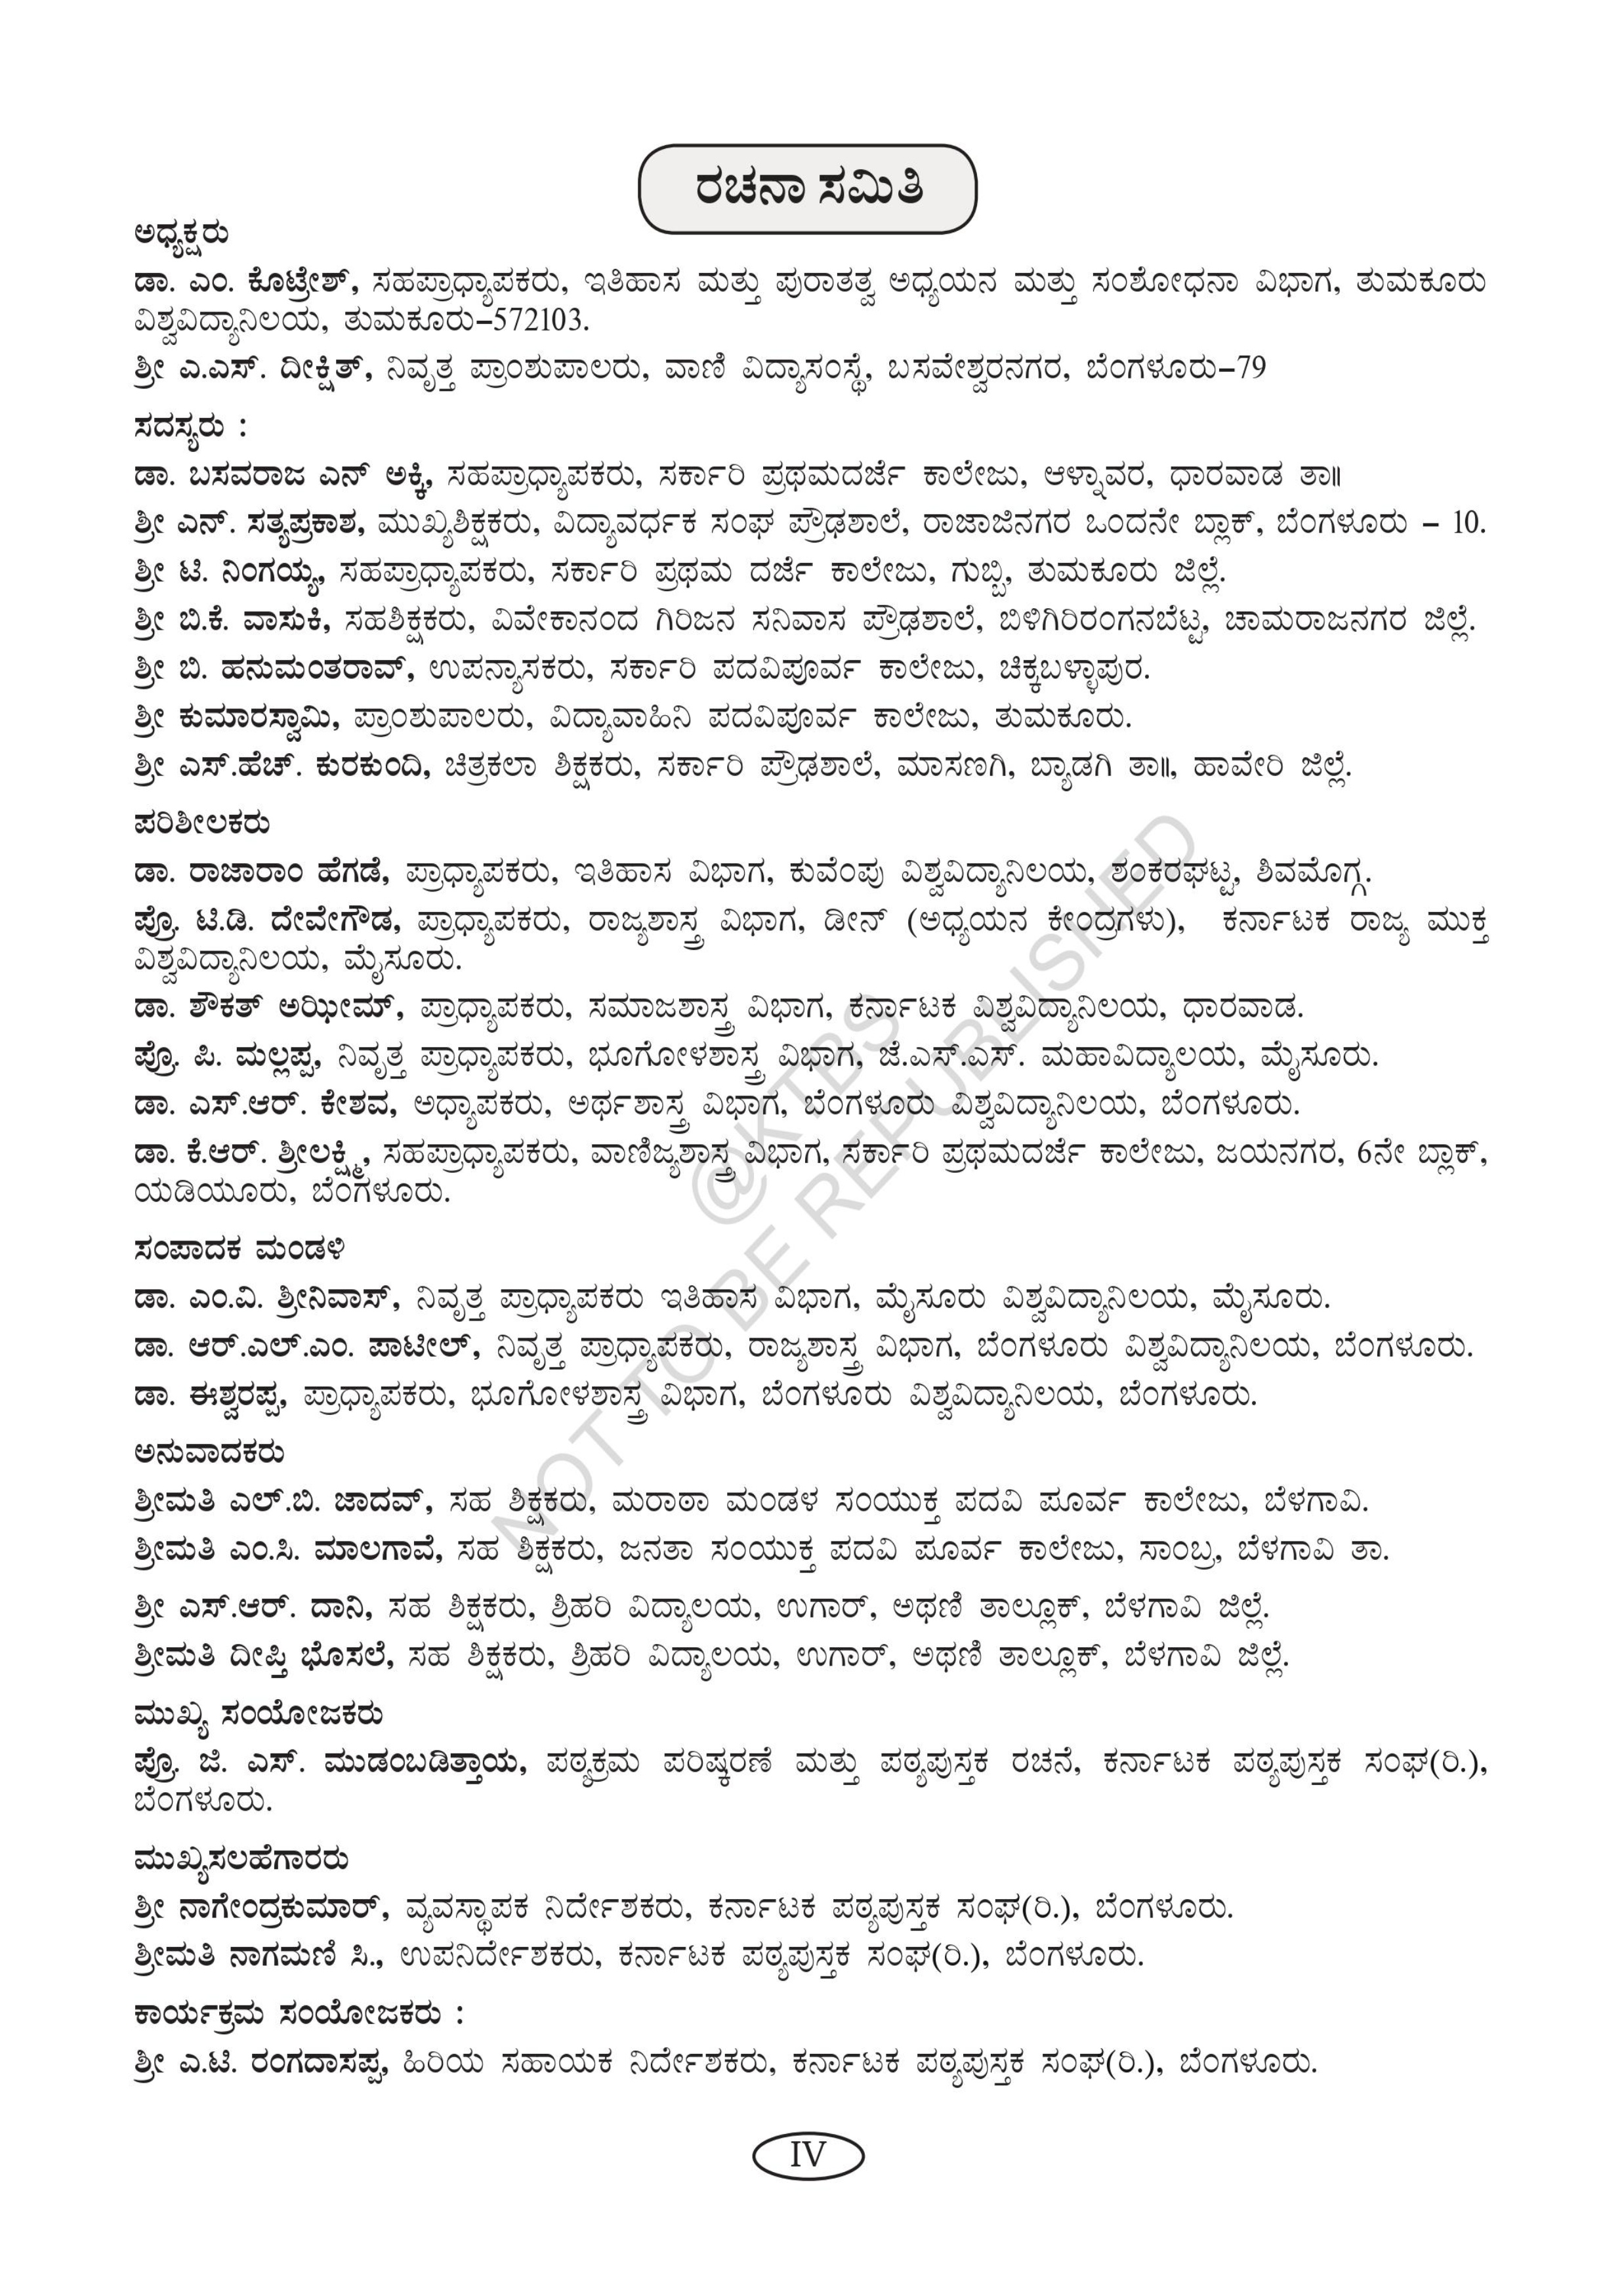 ರಚನಾ ಸಮಿತಿ
ಅಧ್ಯಕ್ಷರು
ಡಾ. ಎಂ. ಕೊಟ್ರೇಶ್, ಸಹಪ್ರಾಧ್ಯಾಪಕರು, ಇತಿಹಾಸ ಮತ್ತು ಪುರಾತತ್ವ ಅಧ್ಯಯನ ಮತ್ತು ಸಂಶೋಧನಾ ವಿಭಾಗ, ತುಮಕೂರು
ವಿಶ್ವವಿದ್ಯಾನಿಲಯ, ತುಮಕೂರು–572103.
ಶ್ರೀ ಎ.ಎಸ್. ದೀಕ್ಷಿತ್, ನಿವೃತ್ತ ಪ್ರಾಂಶುಪಾಲರು, ವಾಣಿ ವಿದ್ಯಾಸಂಸ್ಥೆ, ಬಸವೇಶ್ವರನಗರ, ಬೆಂಗಳೂರು–79
ಸದಸ್ಯರು :
ಡಾ. ಬಸವರಾಜ ಎನ್ ಅಕ್ಕಿ, ಸಹಪ್ರಾಧ್ಯಾಪಕರು, ಸರ್ಕಾರಿ ಪ್ರಥಮದರ್ಜೆ ಕಾಲೇಜು, ಆಳ್ನಾವರ, ಧಾರವಾಡ ತಾ॥
ಶ್ರೀ ಎನ್. ಸತ್ಯಪ್ರಕಾಶ, ಮುಖ್ಯಶಿಕ್ಷಕರು, ವಿದ್ಯಾವರ್ಧಕ ಸಂಘ ಪ್ರೌಢಶಾಲೆ, ರಾಜಾಜಿನಗರ ಒಂದನೇ ಬ್ಲಾಕ್, ಬೆಂಗಳೂರು – 10.
ಶ್ರೀ ಟಿ. ನಿಂಗಯ್ಯ, ಸಹಪ್ರಾಧ್ಯಾಪಕರು, ಸರ್ಕಾರಿ ಪ್ರಥಮ ದರ್ಜೆ ಕಾಲೇಜು, ಗುಬ್ಬಿ, ತುಮಕೂರು ಜಿಲ್ಲೆ.
ಶ್ರೀ ಬಿ.ಕೆ. ವಾಸುಕಿ, ಸಹಶಿಕ್ಷಕರು, ವಿವೇಕಾನಂದ ಗಿರಿಜನ ಸನಿವಾಸ ಪ್ರೌಢಶಾಲೆ, ಬಿಳಿಗಿರಿರಂಗನಬೆಟ್ಟ, ಚಾಮರಾಜನಗರ ಜಿಲ್ಲೆ.
ಶ್ರೀ ಬಿ. ಹನುಮಂತರಾವ್, ಉಪನ್ಯಾಸಕರು, ಸರ್ಕಾರಿ ಪದವಿಪೂರ್ವ ಕಾಲೇಜು, ಚಿಕ್ಕಬಳ್ಳಾಪುರ.
ಶ್ರೀ ಕುಮಾರಸ್ವಾಮಿ, ಪ್ರಾಂಶುಪಾಲರು, ವಿದ್ಯಾವಾಹಿನಿ ಪದವಿಪೂರ್ವ ಕಾಲೇಜು, ತುಮಕೂರು.
ಶ್ರೀ ಎಸ್.ಹೆಚ್. ಕುರಕುಂದಿ, ಚಿತ್ರಕಲಾ ಶಿಕ್ಷಕರು, ಸರ್ಕಾರಿ ಪ್ರೌಢಶಾಲೆ, ಮಾಸಣಗಿ, ಬ್ಯಾಡಗಿ ತಾ॥, ಹಾವೇರಿ ಜಿಲ್ಲೆ.
ಪರಿಶೀಲಕರು
ಡಾ. ರಾಜಾರಾಂ ಹೆಗಡೆ, ಪ್ರಾಧ್ಯಾಪಕರು, ಇತಿಹಾಸ ವಿಭಾಗ, ಕುವೆಂಪು ವಿಶ್ವವಿದ್ಯಾನಿಲಯ, ಶಂಕರಘಟ್ಟ, ಶಿವಮೊಗ್ಗ.
ಪ್ರೊ. ಟಿ.ಡಿ. ದೇವೇಗೌಡ, ಪ್ರಾಧ್ಯಾಪಕರು, ರಾಜ್ಯಶಾಸ್ತ್ರ ವಿಭಾಗ, ಡೀನ್ (ಅಧ್ಯಯನ ಕೇಂದ್ರಗಳು), ಕರ್ನಾಟಕ ರಾಜ್ಯ ಮುಕ್ತ
ವಿಶ್ವವಿದ್ಯಾನಿಲಯ, ಮೈಸೂರು.
ಡಾ. ಶೌಕತ್ ಅಝೀಮ್, ಪ್ರಾಧ್ಯಾಪಕರು, ಸಮಾಜಶಾಸ್ತ್ರ ವಿಭಾಗ, ಕರ್ನಾಟಕ ವಿಶ್ವವಿದ್ಯಾನಿಲಯ, ಧಾರವಾಡ.
ಪ್ರೊ. ಪಿ. ಮಲ್ಲಪ್ಪ, ನಿವೃತ್ತ ಪ್ರಾಧ್ಯಾಪಕರು, ಭೂಗೋಳಶಾಸ್ತ್ರ ವಿಭಾಗ, ಜೆ.ಎಸ್.ಎಸ್. ಮಹಾವಿದ್ಯಾಲಯ, ಮೈಸೂರು.
ಡಾ. ಎಸ್.ಆರ್. ಕೇಶವ, ಅಧ್ಯಾಪಕರು, ಅರ್ಥಶಾಸ್ತ್ರ ವಿಭಾಗ, ಬೆಂಗಳೂರು ವಿಶ್ವವಿದ್ಯಾನಿಲಯ, ಬೆಂಗಳೂರು.
ಡಾ. ಕೆ.ಆರ್. ಶ್ರೀಲಕ್ಷ್ಮಿ, ಸಹಪ್ರಾಧ್ಯಾಪಕರು, ವಾಣಿಜ್ಯಶಾಸ್ತ್ರ ವಿಭಾಗ, ಸರ್ಕಾರಿ ಪ್ರಥಮದರ್ಜೆ ಕಾಲೇಜು, ಜಯನಗರ, 6ನೇ ಬ್ಲಾಕ್,
ಯಡಿಯೂರು, ಬೆಂಗಳೂರು.
ಸಂಪಾದಕ ಮಂಡಳಿ
ಡಾ. ಎಂ.ವಿ. ಶ್ರೀನಿವಾಸ್, ನಿವೃತ್ತ ಪ್ರಾಧ್ಯಾಪಕರು ಇತಿಹಾಸ ವಿಭಾಗ, ಮೈಸೂರು ವಿಶ್ವವಿದ್ಯಾನಿಲಯ, ಮೈಸೂರು.
ಡಾ. ಆರ್.ಎಲ್.ಎಂ. ಪಾಟೀಲ್, ನಿವೃತ್ತ ಪ್ರಾಧ್ಯಾಪಕರು, ರಾಜ್ಯಶಾಸ್ತ್ರ ವಿಭಾಗ, ಬೆಂಗಳೂರು ವಿಶ್ವವಿದ್ಯಾನಿಲಯ, ಬೆಂಗಳೂರು.
ಡಾ. ಈಶ್ವರಪ್ಪ, ಪ್ರಾಧ್ಯಾಪಕರು, ಭೂಗೋಳಶಾಸ್ತ್ರ ವಿಭಾಗ, ಬೆಂಗಳೂರು ವಿಶ್ವವಿದ್ಯಾನಿಲಯ, ಬೆಂಗಳೂರು.
ಅನುವಾದಕರು
ಶ್ರೀಮತಿ ಎಲ್.ಬಿ. ಜಾದವ್, ಸಹ ಶಿಕ್ಷಕರು, ಮರಾಠಾ ಮಂಡಳ ಸಂಯುಕ್ತ ಪದವಿ ಪೂರ್ವ ಕಾಲೇಜು, ಬೆಳಗಾವಿ.
ಶ್ರೀಮತಿ ಎಂ.ಸಿ. ಮಾಲಗಾವೆ, ಸಹ ಶಿಕ್ಷಕರು, ಜನತಾ ಸಂಯುಕ್ತ ಪದವಿ ಪೂರ್ವ ಕಾಲೇಜು, ಸಾಂಬ್ರ, ಬೆಳಗಾವಿ ತಾ.
ಶ್ರೀ ಎಸ್.ಆರ್. ದಾನಿ, ಸಹ ಶಿಕ್ಷಕರು, ಶ್ರಿಹರಿ ವಿದ್ಯಾಲಯ, ಉಗಾರ್, ಅಥಣಿ ತಾಲ್ಲೂಕ್, ಬೆಳಗಾವಿ ಜಿಲ್ಲೆ.
ಶ್ರೀಮತಿ ದೀಪ್ತಿ ಭೊಸಲೆ, ಸಹ ಶಿಕ್ಷಕರು, ಶ್ರಿಹರಿ ವಿದ್ಯಾಲಯ, ಉಗಾರ್, ಅಥಣಿ ತಾಲ್ಲೂಕ್, ಬೆಳಗಾವಿ ಜಿಲ್ಲೆ.
ಮುಖ್ಯ ಸಂಯೋಜಕರು
ಪ್ರೊ. ಜಿ. ಎಸ್. ಮುಡಂಬಡಿತ್ತಾಯ, ಪಠ್ಯಕ್ರಮ ಪರಿಷ್ಕರಣೆ ಮತ್ತು ಪಠ್ಯಪುಸ್ತಕ ರಚನೆ, ಕರ್ನಾಟಕ ಪಠ್ಯಪುಸ್ತಕ ಸಂಘ(ರಿ.),
ಬೆಂಗಳೂರು.
ಮುಖ್ಯಸಲಹೆಗಾರರು
ಶ್ರೀ ನಾಗೇಂದ್ರಕುಮಾರ್, ವ್ಯವಸ್ಥಾಪಕ ನಿರ್ದೇಶಕರು, ಕರ್ನಾಟಕ ಪಠ್ಯಪುಸ್ತಕ ಸಂಘ(ರಿ.), ಬೆಂಗಳೂರು.
ಶ್ರೀಮತಿ ನಾಗಮಣಿ ಸಿ., ಉಪನಿರ್ದೇಶಕರು, ಕರ್ನಾಟಕ ಪಠ್ಯಪುಸ್ತಕ ಸಂಘ(ರಿ.), ಬೆಂಗಳೂರು.
ಕಾರ್ಯಕ್ರಮ ಸಂಯೋಜಕರು :
ಶ್ರೀ ಎ.ಟಿ. ರಂಗದಾಸಪ್ಪ, ಹಿರಿಯ ಸಹಾಯಕ ನಿರ್ದೇಶಕರು, ಕರ್ನಾಟಕ ಪಠ್ಯಪುಸ್ತಕ ಸಂಘ(ರಿ.), ಬೆಂಗಳೂರು.
IV
@KTBS
NOT TO BE REPUBLISHED